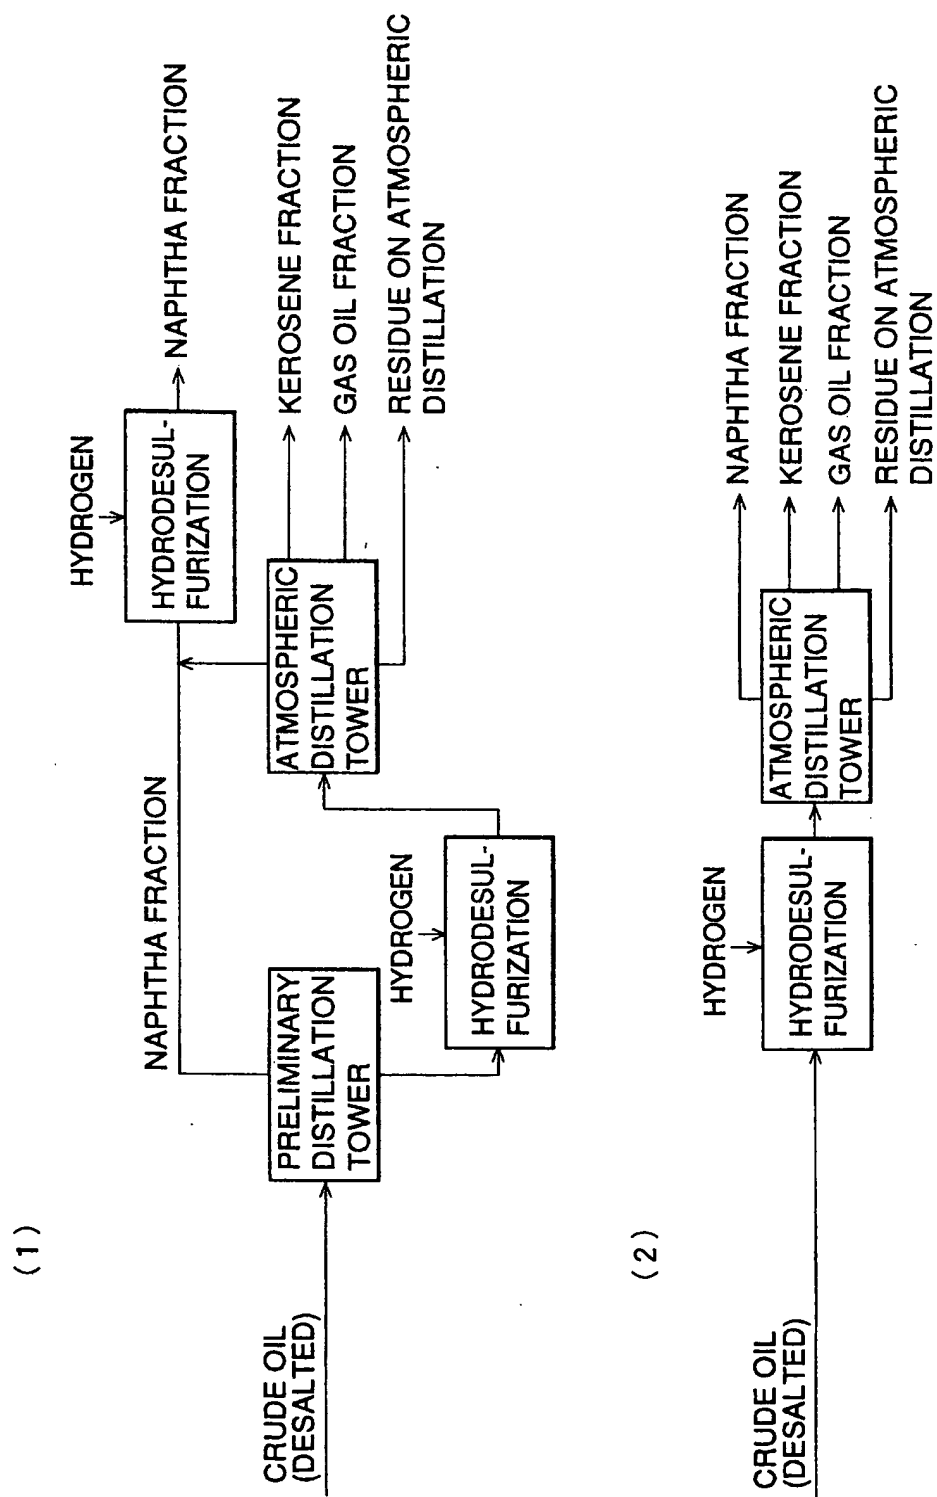 (1)
CRUDE OIL
(DESALTED)
PRELIMINARY
DISTILLATION
TOWER
NAPHTHA FRACTION
HYDROGEN
HYDRODESUL-
FURIZATION
ATMOSPHERIC
DISTILLATION
TOWER
HYDROGEN
HYDRODESUL-
FURIZATION
NAPHTHA FRACTION
KEROSENE FRACTION
GAS OIL FRACTION
RESIDUE ON ATMOSPHERIC
DISTILLATION
(2)
CRUDE OIL
(DESALTED)
HYDROGEN
HYDRODESUL-
FURIZATION
ATMOSPHERIC
DISTILLATION
TOWER
NAPHTHA FRACTION
KEROSENE FRACTION
GAS OIL FRACTION
RESIDUE ON ATMOSPHERIC
DISTILLATION